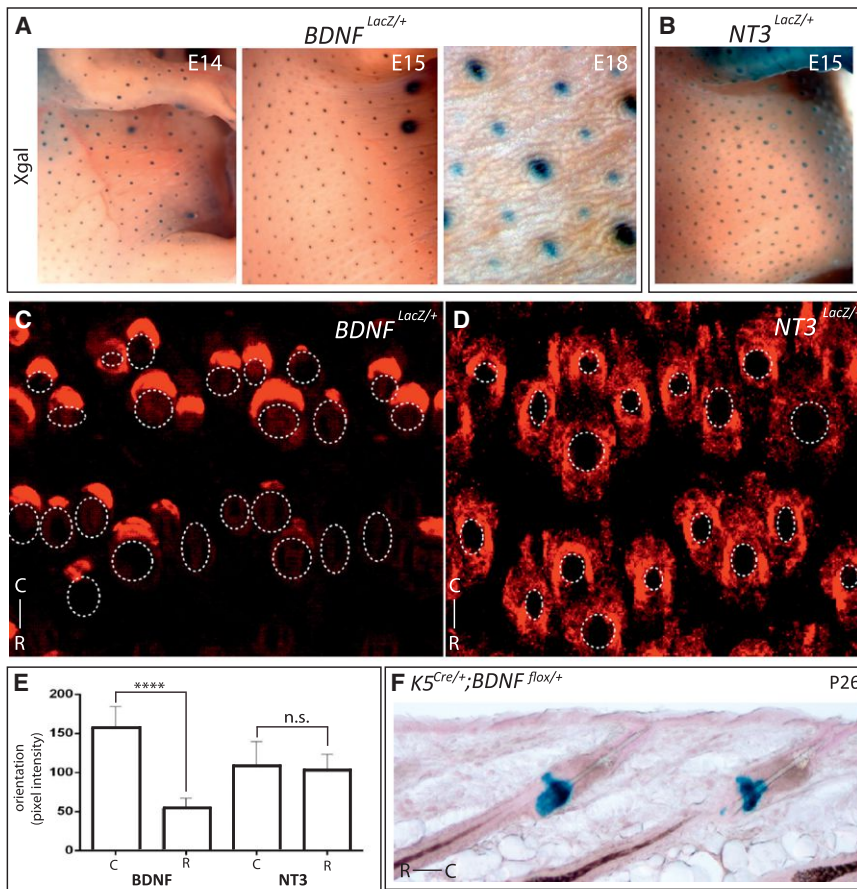 A BDNF LacZ/+
E14
E15
E18
Xgal
B NT3 LacZ/+
E15
C BDNF LacZ/+
C
R
D NT3 LacZ/
C
R
E
200
150
100
50
0
orientation
(pixel intensity)
****
n.s.
C R C R
BDNF NT3
F K5 Cre/+;BDNF flox/+ P26
R C